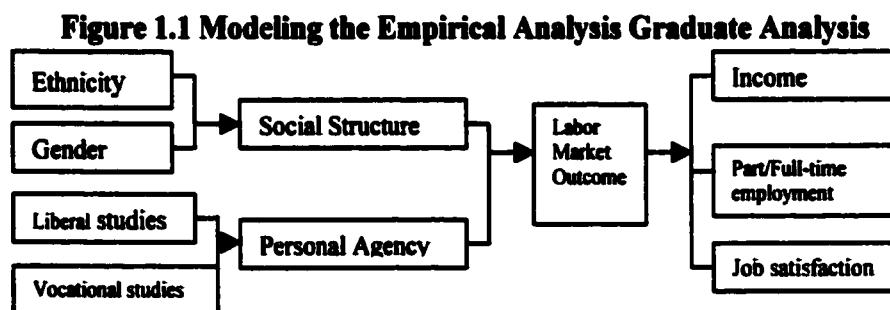 Figure 1.1 Modeling the Empirical Analysis Graduate Analysis
Ethnicity
Gender
Liberal studies
Vocational studies
Social Structure
Personal Agency
Labor
Market
Outcome
Income
Part/Full-time
employment
Job satisfaction